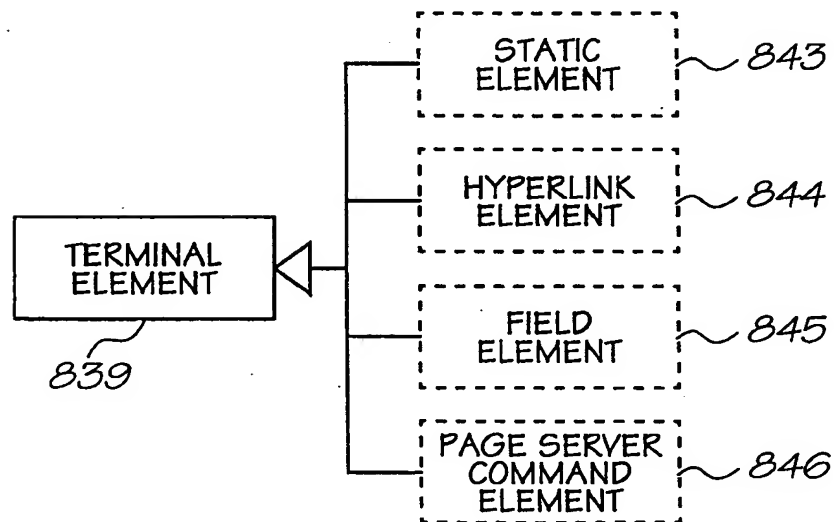 STATIC
ELEMENT
843
HYPERLINK
ELEMENT
844
TERMINAL
ELEMENT
839
FIELD
ELEMENT
845
PAGE SERVER
COMMAND
ELEMENT
846